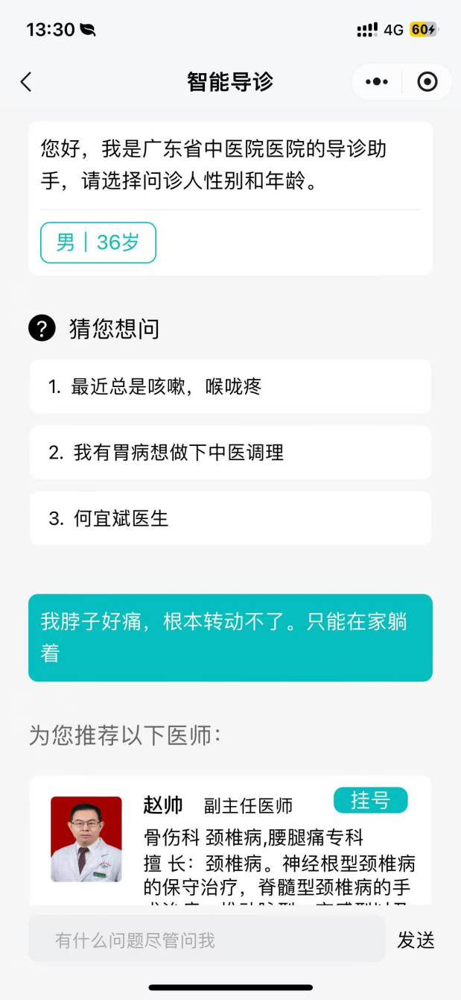 13:30
4G
60
智能导诊
您好，我是广东省中医院医院的导诊助
手，请选择问诊人性别和年龄。
男｜36岁
?
猜您想问
1. 最近总是咳嗽，喉咙疼
2. 我有胃病想做下中医调理
3. 何宜斌医生
我脖子好痛，根本转动不了。只能在家躺
着
为您推荐以下医师：
赵帅 副主任医师
挂号
骨伤科 颈椎病,腰腿痛专科
擅 长：颈椎病。神经根型颈椎病
的保守治疗，脊髓型颈椎病的手
有什么问题尽管问我
发送